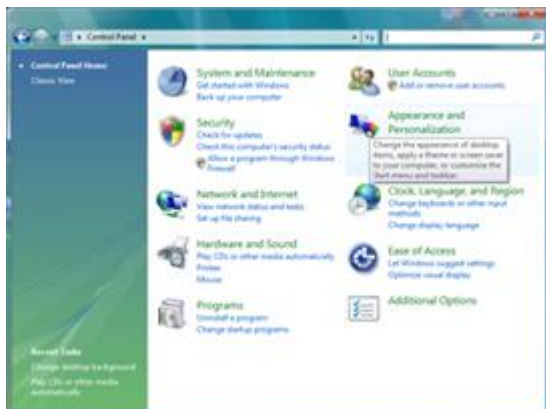 Control Panel
Control Panel Home
Classic View
System and Maintenance
Get started with Windows
Back up your computer
Security
Check for updates
Check this computer's security status
Allow a program through Windows
Firewall
Network and Internet
View network status and tasks
Set up file sharing
Hardware and Sound
Play CDs or other media automatically
Printer
Mouse
Programs
Uninstall a program
Change startup programs
User Accounts
Add or remove user accounts
Appearance and
Personalization
Change the appearance of desktop
items, apply a theme or screen saver
to your computer, or customize the
Start menu and taskbar.
Clock, Language, and Region
Change keyboards or other input
methods
Change display language
Ease of Access
Let Windows suggest settings
Optimize visual display
Additional Options
Recent Tasks
Change desktop background
Play CDs or other media
automatically